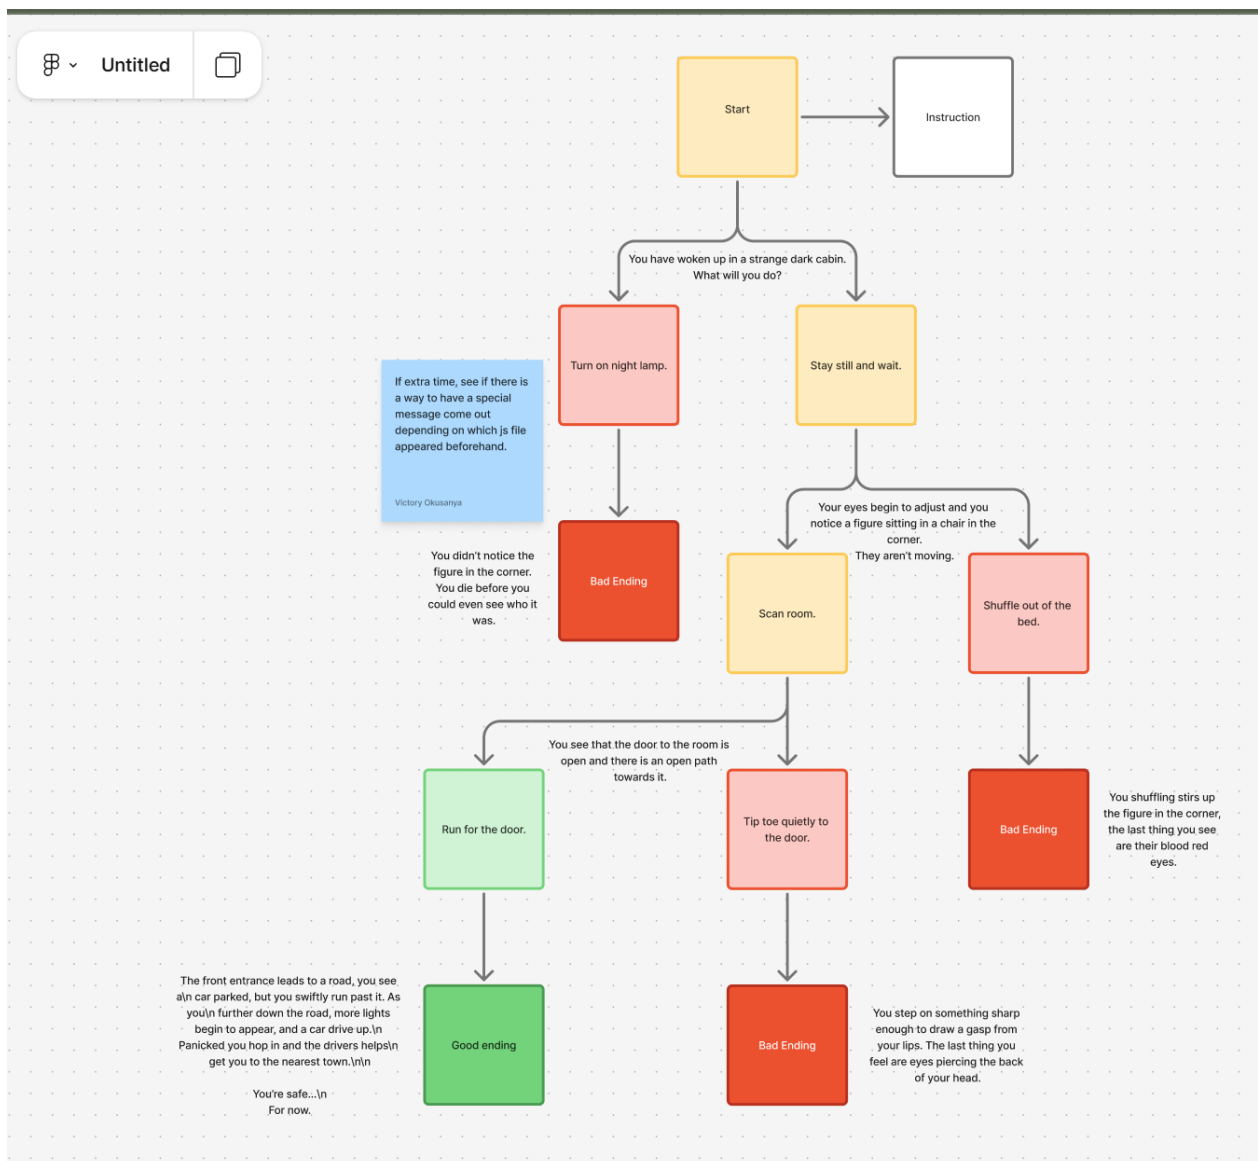 Untitled
Start
Instruction
You have woken up in a strange dark cabin.
What will you do?
Turn on night lamp.
Stay still and wait.
If extra time, see if there is
a way to have a special
message come out
depending on which js file
appeared beforehand.
Victory Okusanya
Your eyes begin to adjust and you
notice a figure sitting in a chair in the
corner.
They aren't moving.
You didn't notice the
figure in the corner.
You die before you
could even see who it
was.
Bad Ending
Scan room.
Shuffle out of the
bed.
You see that the door to the room is
open and there is an open path
towards it.
Run for the door.
Tip toe quietly to
the door.
Bad Ending
You shuffling stirs up
the figure in the corner,
the last thing you see
are their blood red
eyes.
The front entrance leads to a road, you see
a\n car parked, but you swiftly run past it. As
you\n further down the road, more lights
begin to appear, and a car drive up.\n
Panicked you hop in and the drivers helps\n
get you to the nearest town.\n\n
You're safe...\n
For now.
Good ending
Bad Ending
You step on something sharp
enough to draw a gasp from
your lips. The last thing you
feel are eyes piercing the back
of your head.